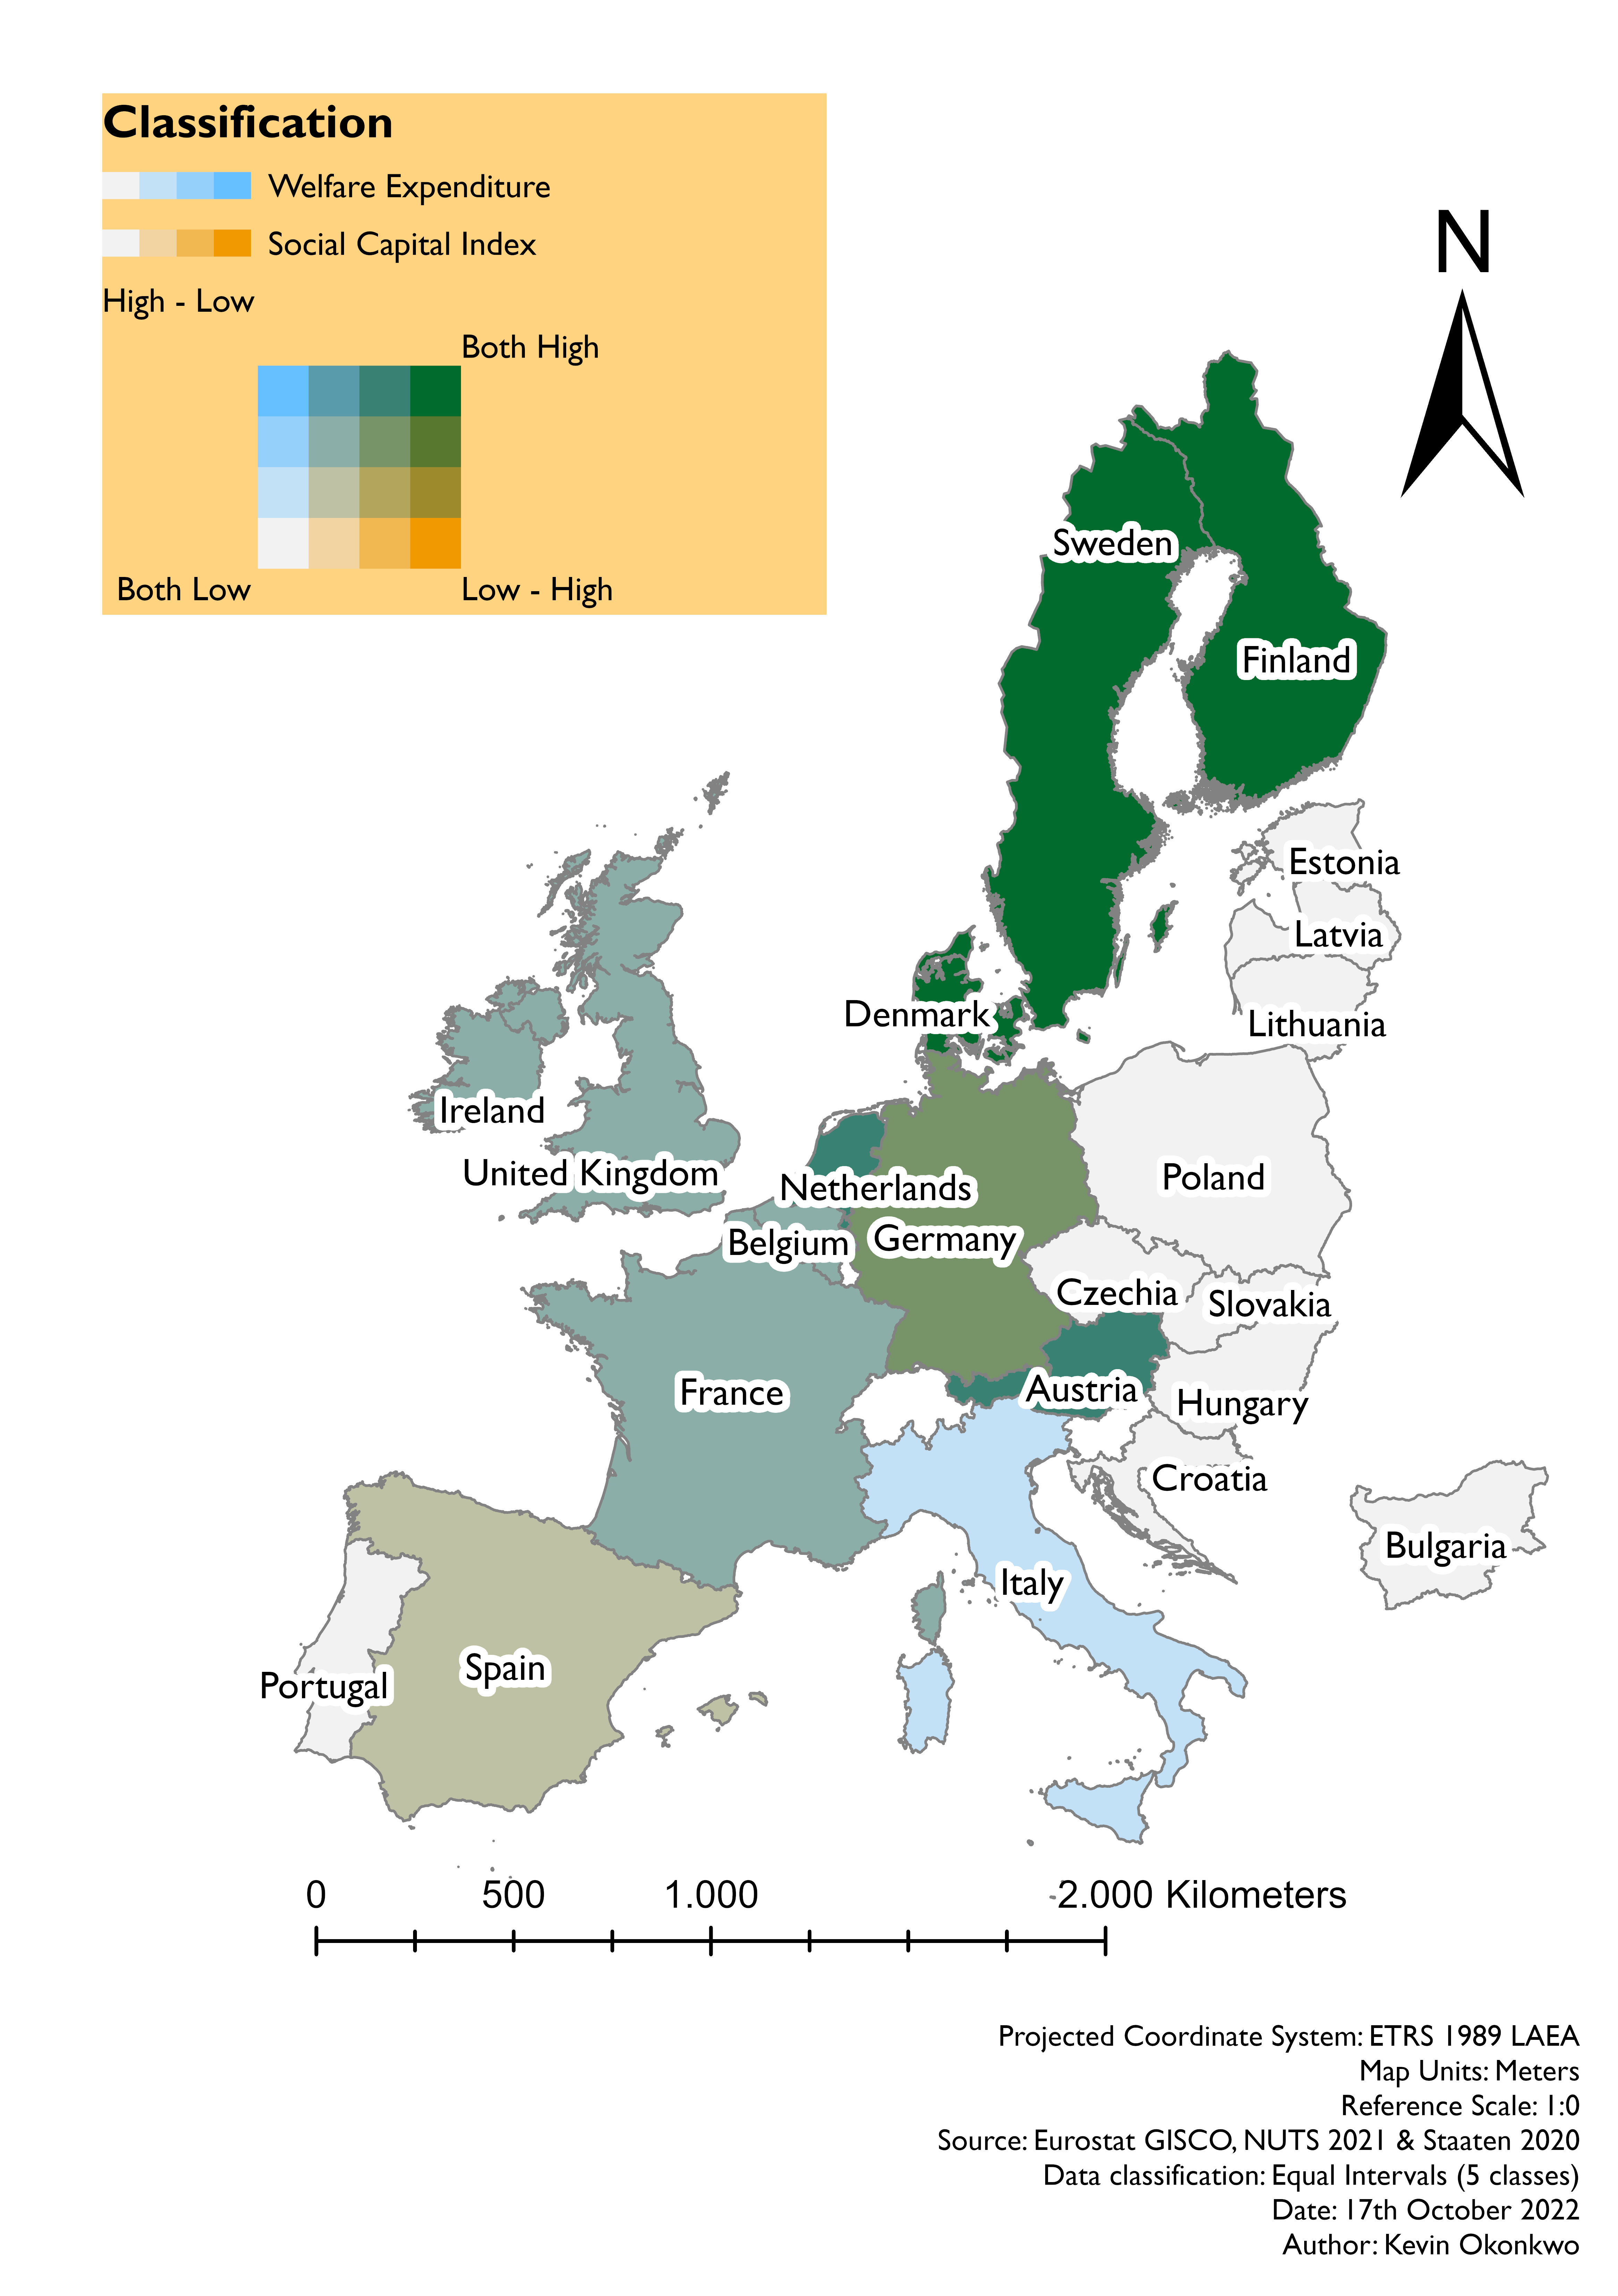 Classification
Welfare Expenditure
Social Capital Index
High - Low
Both High
Both Low
Low - High
N
Sweden
Finland
Estonia
Latvia
Lithuania
Denmark
Ireland
United Kingdom
Netherlands
Poland
Belgium
Germany
Czechia
Slovakia
France
Austria
Hungary
Croatia
Bulgaria
Italy
Spain
Portugal
0 500 1.000 2.000 Kilometers
Projected Coordinate System: ETRS 1989 LAEA
Map Units: Meters
Reference Scale: 1:0
Source: Eurostat GISCO, NUTS 2021 & Staaten 2020
Data classification: Equal Intervals (5 classes)
Date: 17th October 2022
Author: Kevin Okonkwo